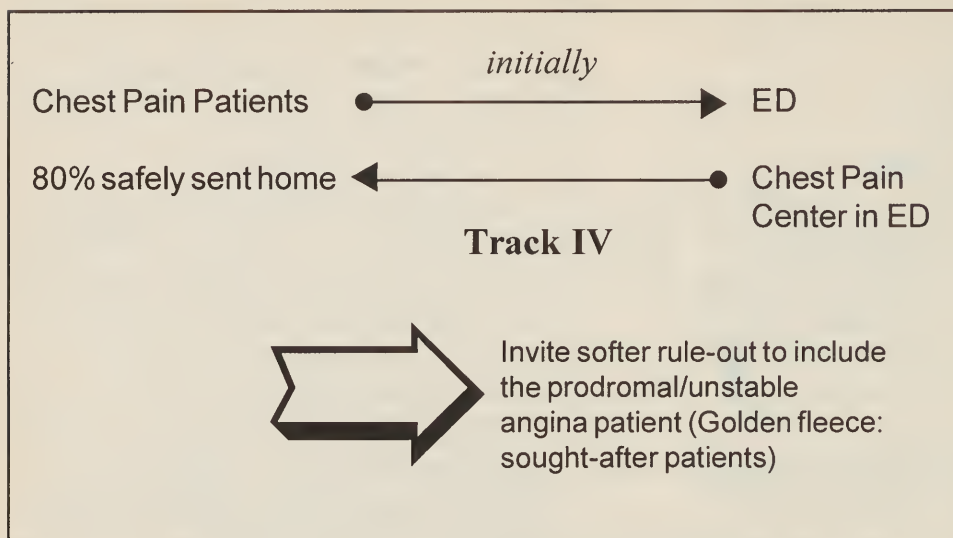 initially
Chest Pain Patients ED
80% safely sent home Chest Pain
Center in ED
Track IV
Invite softer rule-out to include
the prodromal/unstable
angina patient (Golden fleece:
sought-after patients)